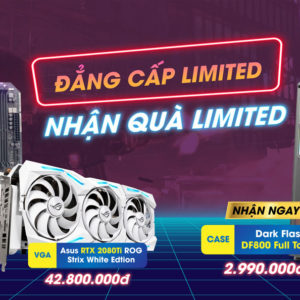 ĐẲNG CẤP LIMITED
NHẬN QUÀ LIMITED
VGA
Asus RTX 2080Ti ROG
Strix White Edtion
42.800.000đ
NHẬN NGAY
CASE
Dark Flas
DF800 Full To
2.990.000đ